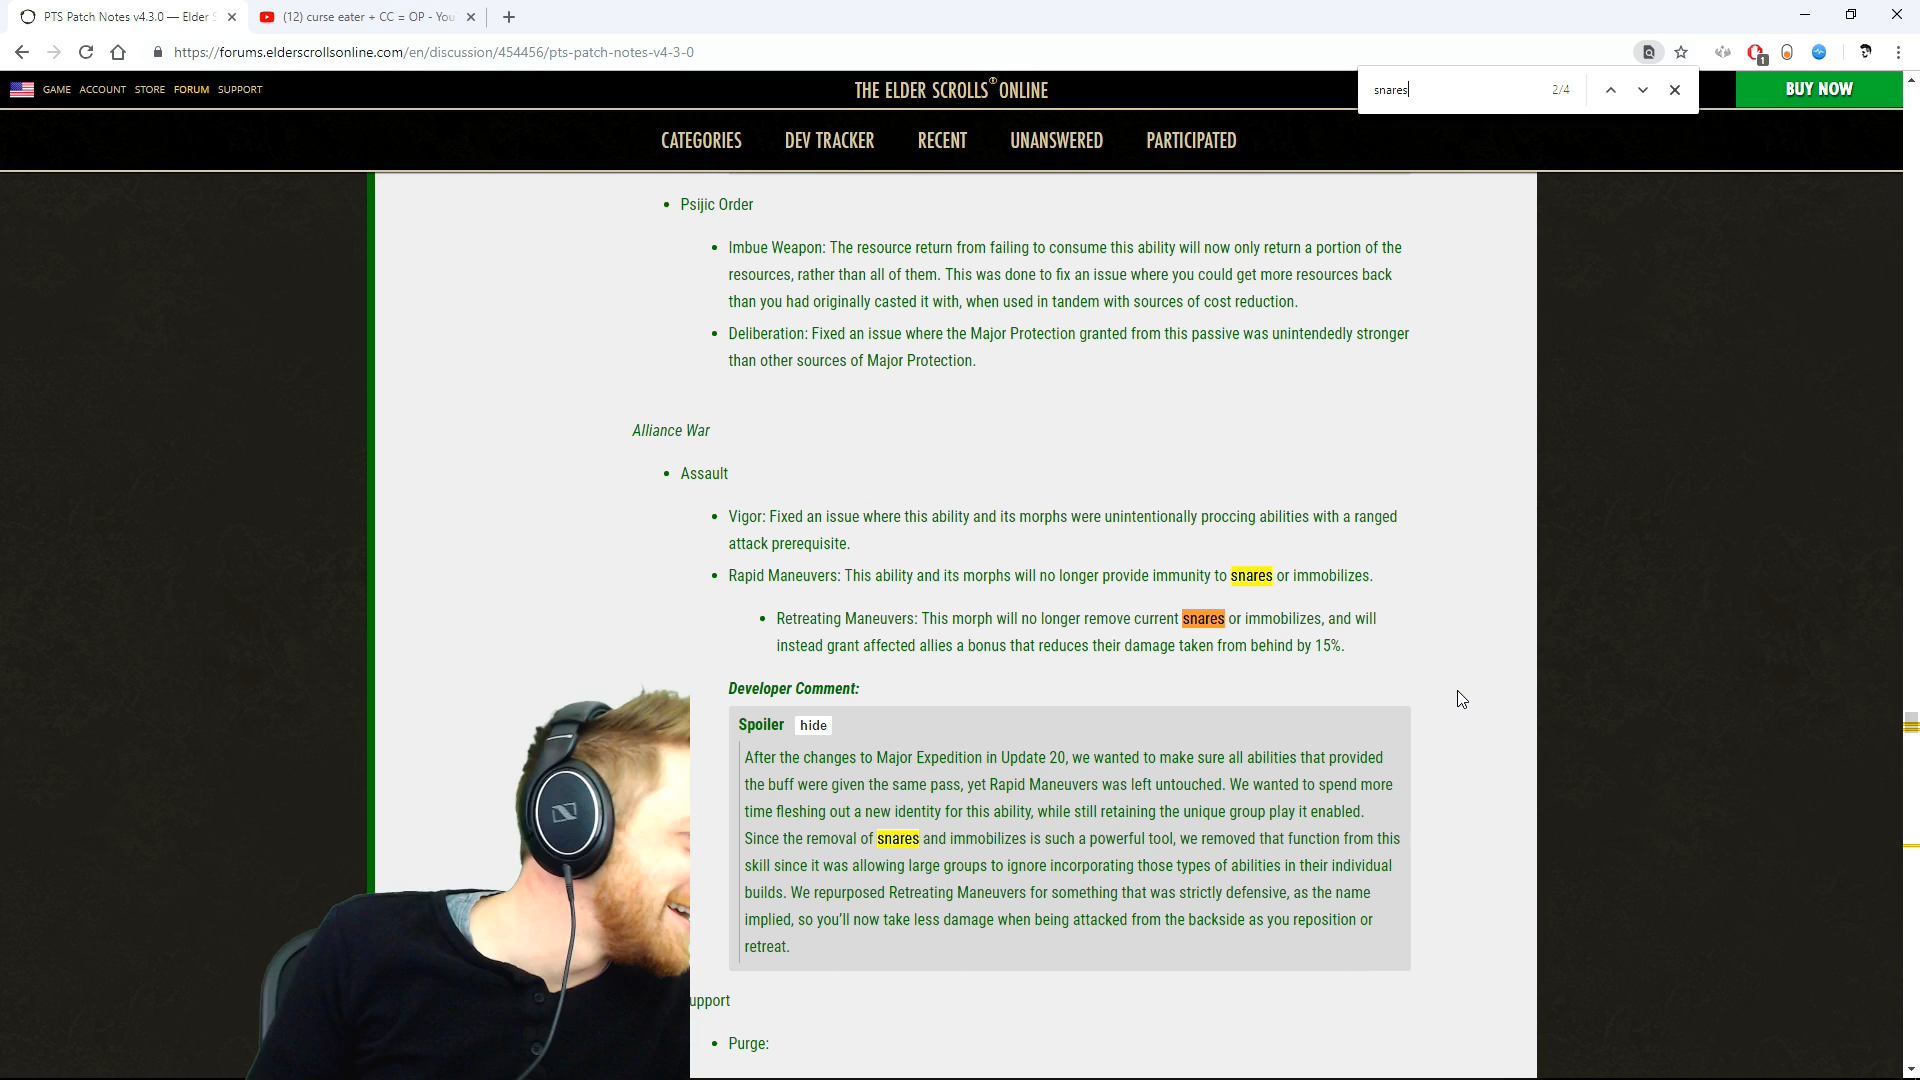 PTS Patch Notes v4.3.0 — Elder S
(12) curse eater + CC = OP - You
https://forums.elderscrollsonline.com/en/discussion/454456/pts-patch-notes-v4-3-0
1
snares
2/4
GAME ACCOUNT STORE FORUM SUPPORT
THE ELDER SCROLLS ONLINE
BUY NOW
CATEGORIES DEV TRACKER RECENT UNANSWERED PARTICIPATED
Psijic Order
Imbue Weapon: The resource return from failing to consume this ability will now only return a portion of the
resources, rather than all of them. This was done to fix an issue where you could get more resources back
than you had originally casted it with, when used in tandem with sources of cost reduction.
Deliberation: Fixed an issue where the Major Protection granted from this passive was unintendedly stronger
than other sources of Major Protection.
Alliance War
Assault
Vigor: Fixed an issue where this ability and its morphs were unintentionally proccing abilities with a ranged
attack prerequisite.
Rapid Maneuvers: This ability and its morphs will no longer provide immunity to snares or immobilizes.
Retreating Maneuvers: This morph will no longer remove current snares or immobilizes, and will
instead grant affected allies a bonus that reduces their damage taken from behind by 15%.
Developer Comment:
Spoiler hide
After the changes to Major Expedition in Update 20, we wanted to make sure all abilities that provided
the buff were given the same pass, yet Rapid Maneuvers was left untouched. We wanted to spend more
time fleshing out a new identity for this ability, while still retaining the unique group play it enabled.
Since the removal of snares and immobilizes is such a powerful tool, we removed that function from this
skill since it was allowing large groups to ignore incorporating those types of abilities in their individual
builds. We repurposed Retreating Maneuvers for something that was strictly defensive, as the name
implied, so you'll now take less damage when being attacked from the backside as you reposition or
retreat.
upport
Purge: